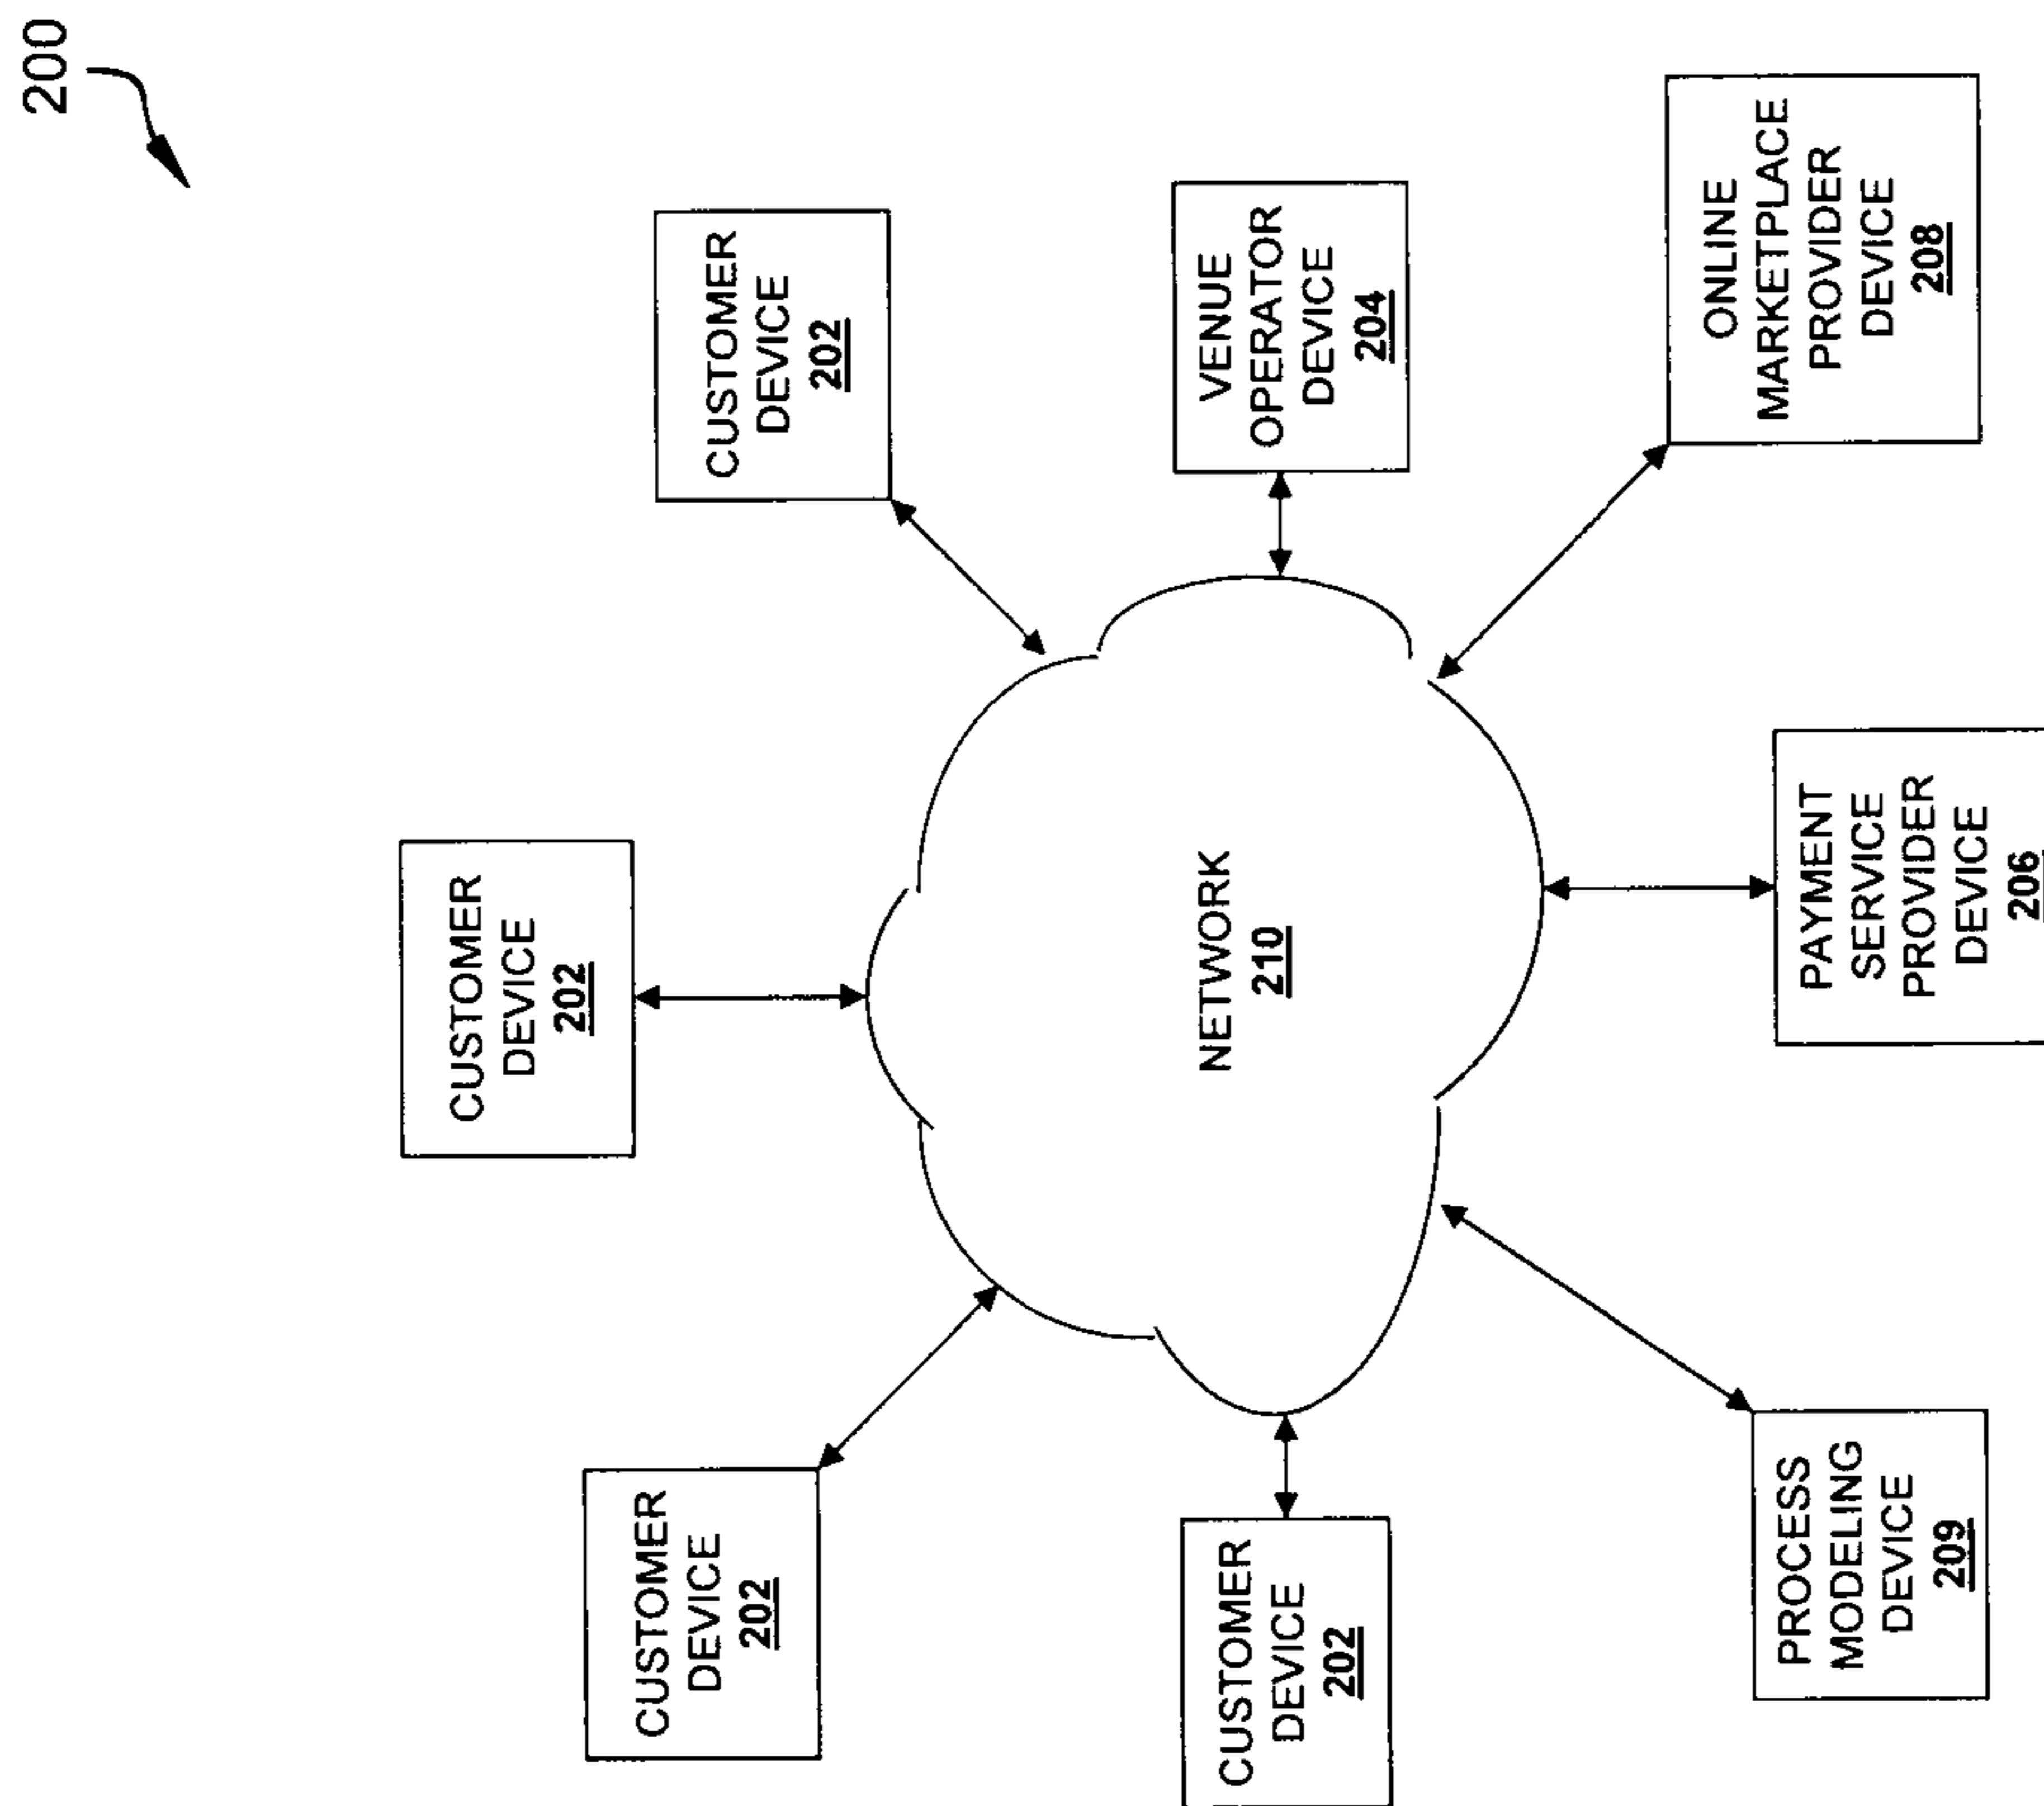 200
CUSTOMER
DEVICE
202
CUSTOMER
DEVICE
202
CUSTOMER
DEVICE
202
CUSTOMER
DEVICE
202
NETWORK
210
VENUE
OPERATOR
DEVICE
204
PROCESS
MODELING
DEVICE
209
PAYMENT
SERVICE
PROVIDER
DEVICE
206
ONLINE
MARKETPLACE
PROVIDER
DEVICE
208